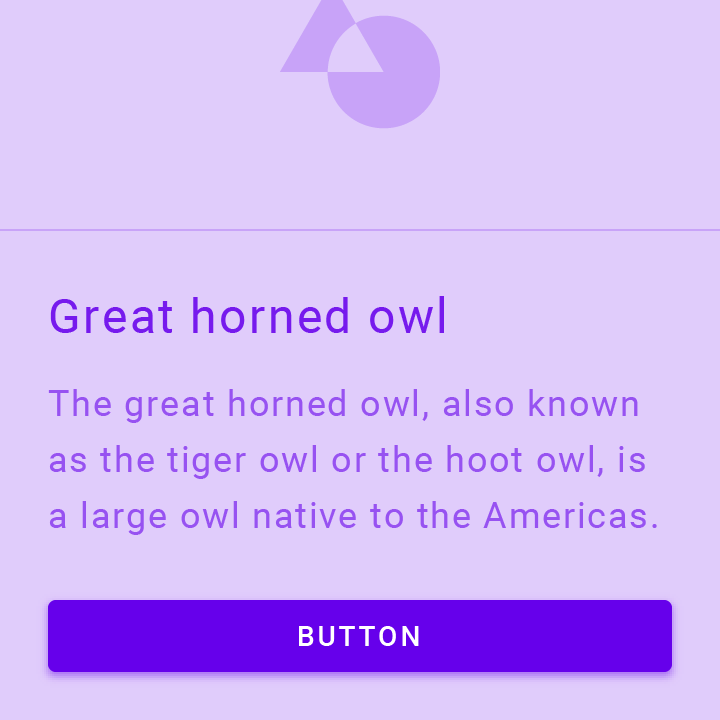 Great horned owl
The great horned owl, also known
as the tiger owl or the hoot owl, is
a large owl native to the Americas.
BUTTON